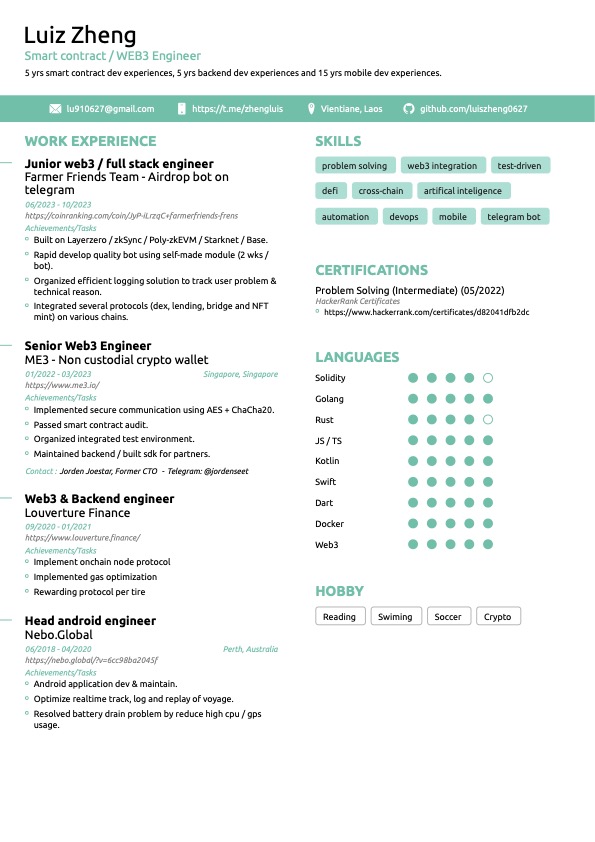 Luiz Zheng
Smart contract / WEB3 Engineer
5 yrs smart contract dev experiences, 5 yrs backend dev experiences and 15 yrs mobile dev experiences.
lu910627@gmail.com
https://t.me/zhengluis
Vientiane, Laos
github.com/luiszheng0627
WORK EXPERIENCE
Junior web3 / full stack engineer
Farmer Friends Team - Airdrop bot on
telegram
06/2023 - 10/2023
https://coinranking.com/coin/JyP-iLrzqC+farmerfriends-frens
Achievements/Tasks
Built on Layerzero / zkSync / Poly-zkEVM / Starknet / Base.
Rapid develop quality bot using self-made module (2 wks /
bot).
Organized efficient logging solution to track user problem &
technical reason.
Integrated several protocols (dex, lending, bridge and NFT
mint) on various chains.
Senior Web3 Engineer
ME3 - Non custodial crypto wallet
01/2022 - 03/2023 Singapore, Singapore
https://www.me3.io/
Achievements/Tasks
Implemented secure communication using AES + ChaCha20.
Passed smart contract audit.
Organized integrated test environment.
Maintained backend / built sdk for partners.
Contact : Jorden Joestar, Former CTO - Telegram: @jordenseet
Web3 & Backend engineer
Louverture Finance
09/2020 - 01/2021
https://www.louverture.finance/
Achievements/Tasks
Implement onchain node protocol
Implemented gas optimization
Rewarding protocol per tire
Head android engineer
Nebo.Global
06/2018 - 04/2020 Perth, Australia
https://nebo.global/?v=6cc98ba2045f
Achievements/Tasks
Android application dev & maintain.
Optimize realtime track, log and replay of voyage.
Resolved battery drain problem by reduce high cpu / gps
usage.
SKILLS
problem solving web3 integration test-driven
defi cross-chain artifical inteligence
automation devops mobile telegram bot
CERTIFICATIONS
Problem Solving (Intermediate) (05/2022)
HackerRank Certificates
https://www.hackerrank.com/certificates/d82041dfb2dc
LANGUAGES
Solidity
Golang
Rust
JS / TS
Kotlin
Swift
Dart
Docker
Web3
HOBBY
Reading Swiming Soccer Crypto